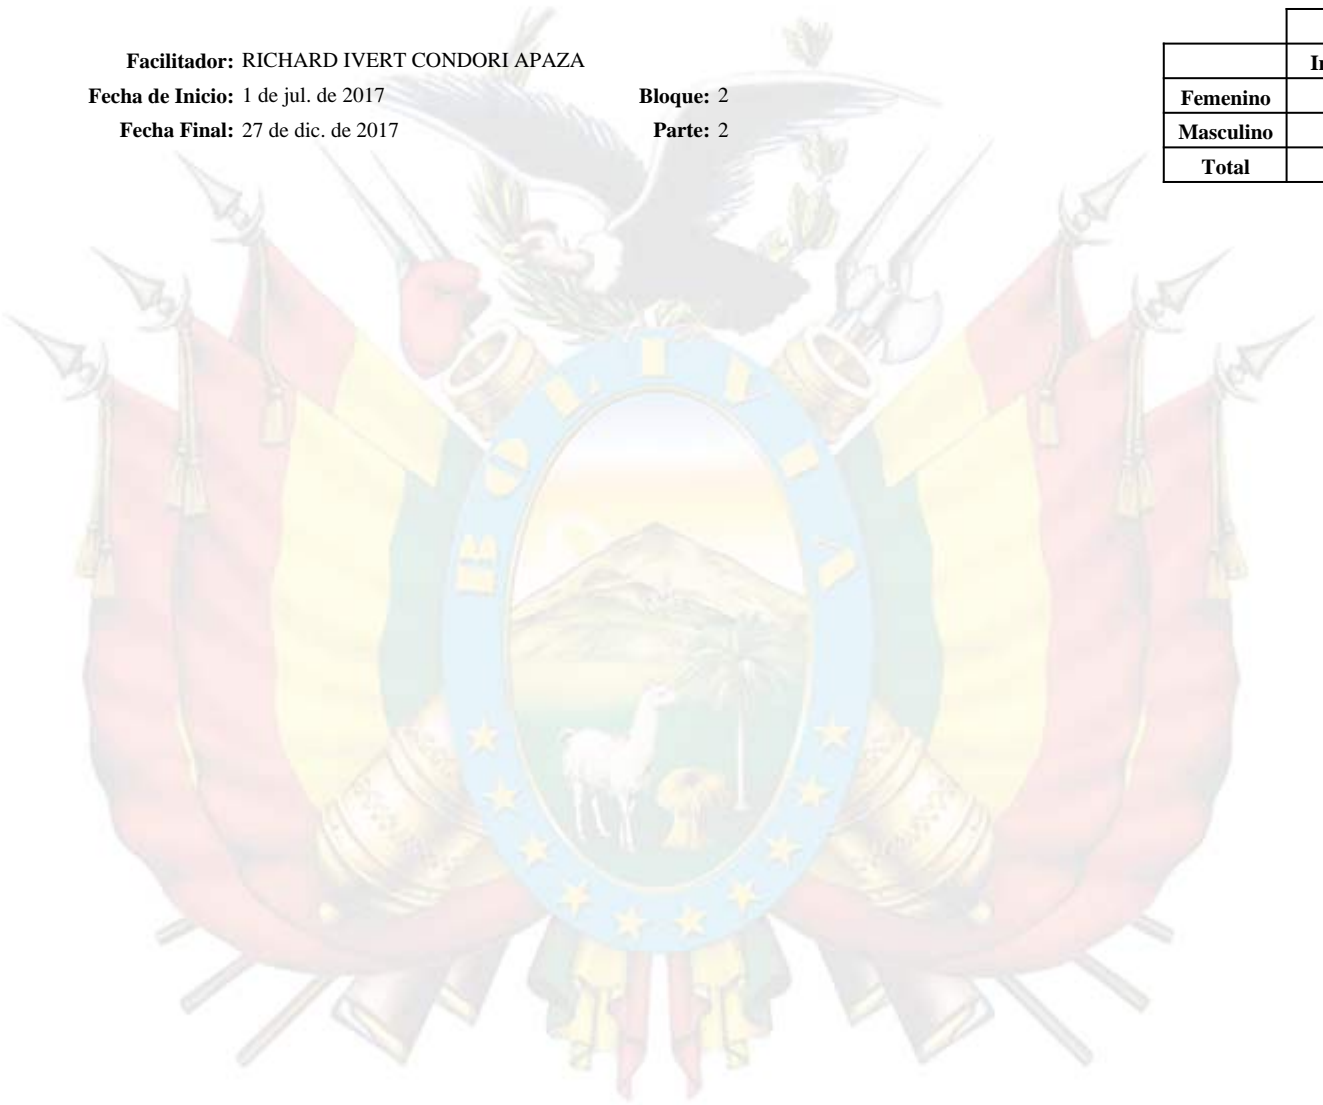 Facilitador: RICHARD IVERT CONDORI APAZA
Fecha de Inicio: 1 de jul. de 2017 Bloque: 2
Fecha Final: 27 de dic. de 2017 Parte: 2
Femenino
Masculino
Total
BOLIVIA